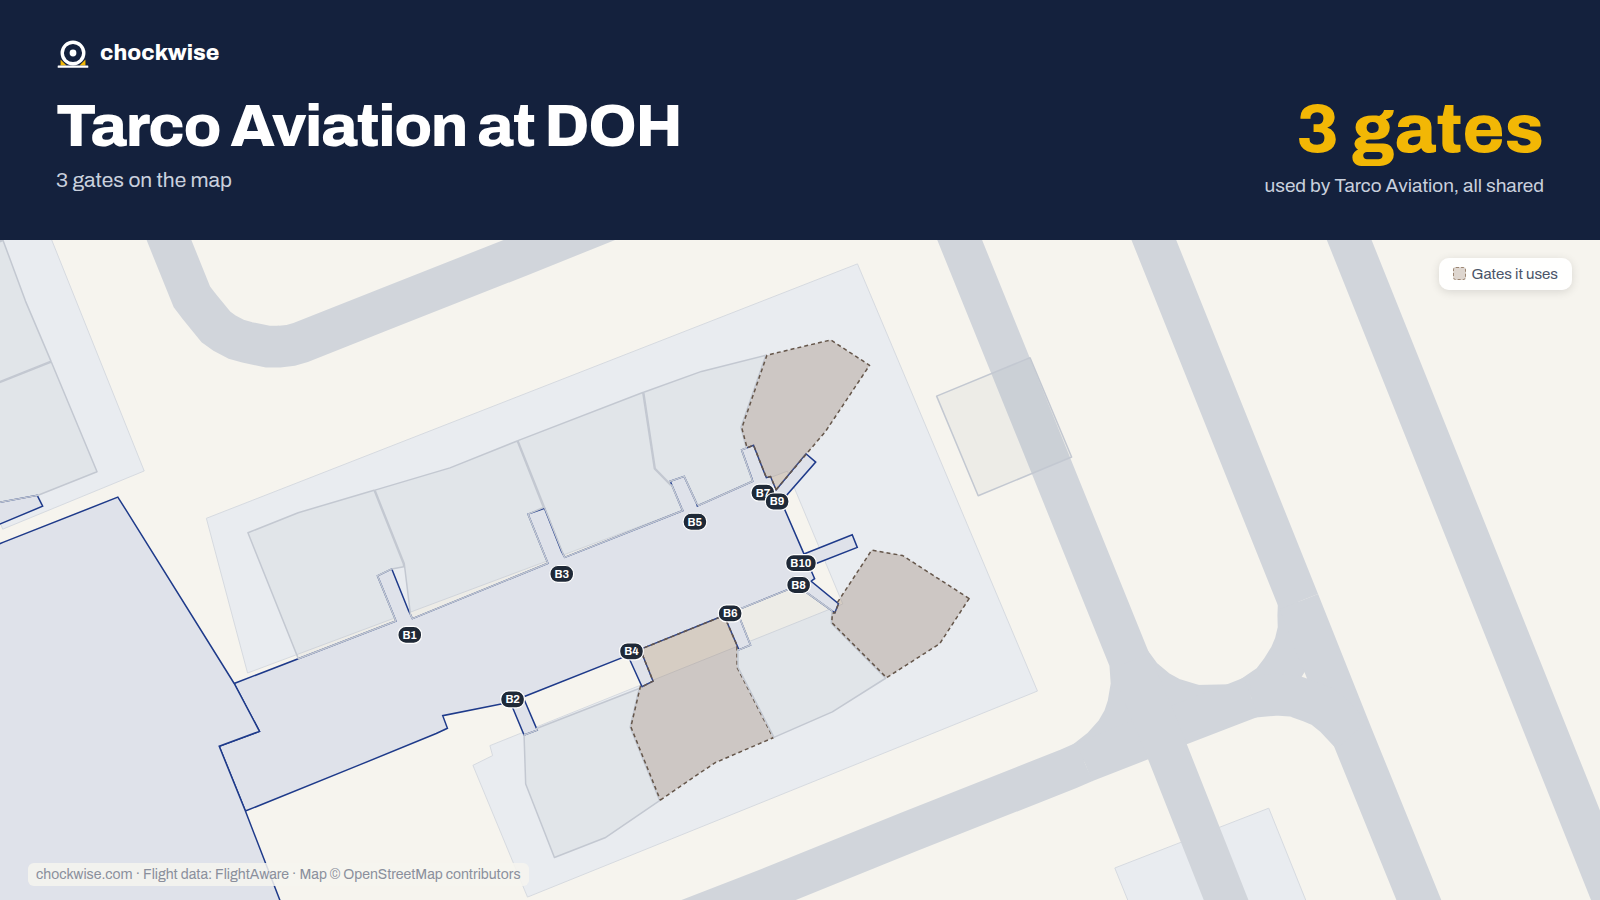 chockwise
Tarco Aviation at DOH
3 gates on the map
3 gates
used by Tarco Aviation, all shared
Gates it uses
B7
B9
B5
B10
B3
B8
B6
B1
B4
B2
chockwise.com · Flight data: FlightAware · Map © OpenStreetMap contributors